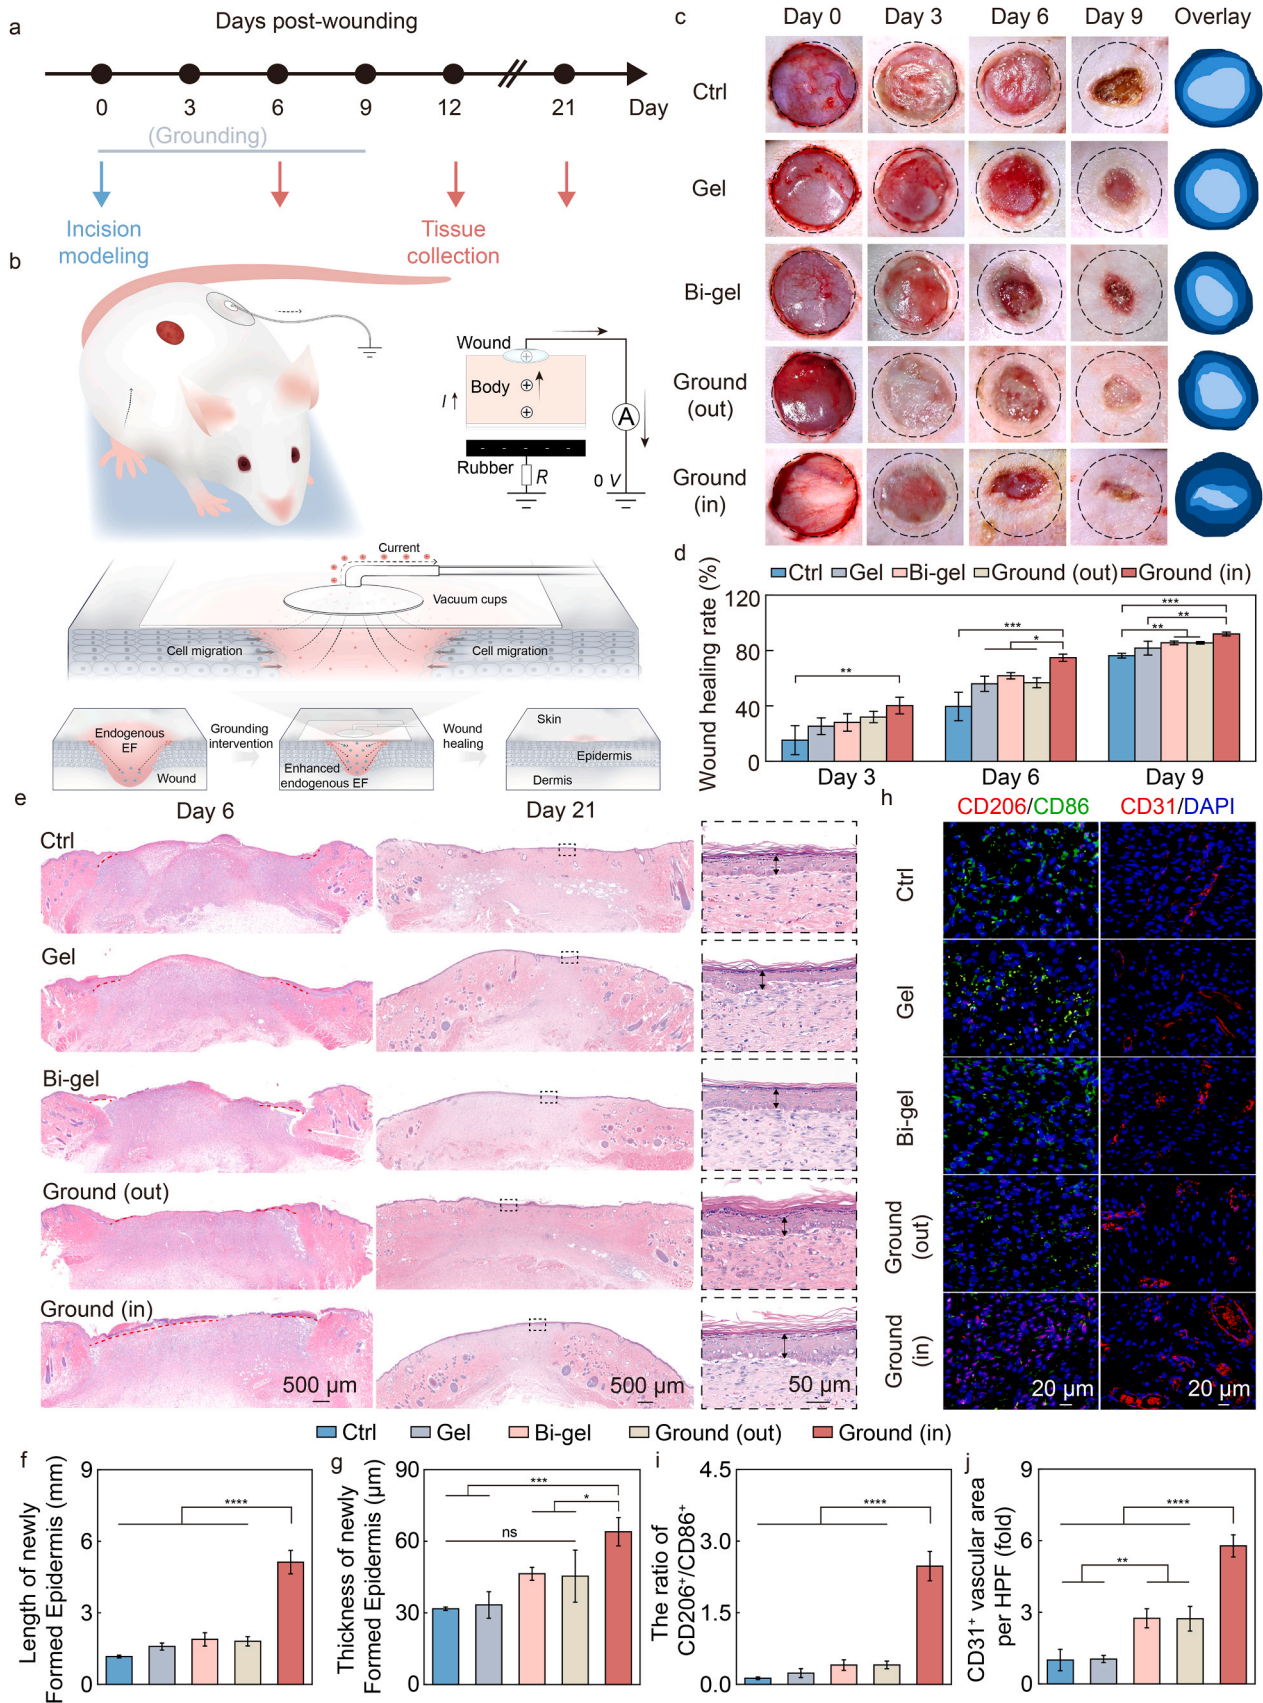 a
Days post-wounding
0 3 6 9 12 21 Day
(Grounding)
Incision
modeling
Tissue
collection
b
Wound
Body
I
A
Rubber
R
0 V
Current
Vacuum cups
Cell migration
Cell migration
Endogenous
EF
Wound
Grounding
intervention
Enhanced
endogenous EF
Wound
healing
Skin
Epidermis
Dermis
c
Day 0 Day 3 Day 6 Day 9 Overlay
Ctrl
Gel
Bi-gel
Ground
(out)
Ground
(in)
d
Ctrl Gel Bi-gel Ground (out) Ground (in)
Wound healing rate (%)
120
80
40
0
**
***
*
***
**
**
Day 3 Day 6 Day 9
e
Day 6 Day 21
Ctrl
Gel
Bi-gel
Ground (out)
Ground (in)
500 µm
500 µm
50 µm
h
CD206/CD86 CD31/DAPI
Ctrl
Gel
Bi-gel
Ground
(out)
Ground
(in)
20 µm
20 µm
Ctrl Gel Bi-gel Ground (out) Ground (in)
f
Length of newly
Formed Epidermis (mm)
9
6
3
0
****
g
Thickness of newly
Formed Epidermis (µm)
90
60
30
0
***
*
ns
i
The ratio of
CD206⁺/CD86⁺
4.5
3.0
1.5
0.0
****
j
CD31⁺ vascular area
per HPF (fold)
9
6
3
0
****
**